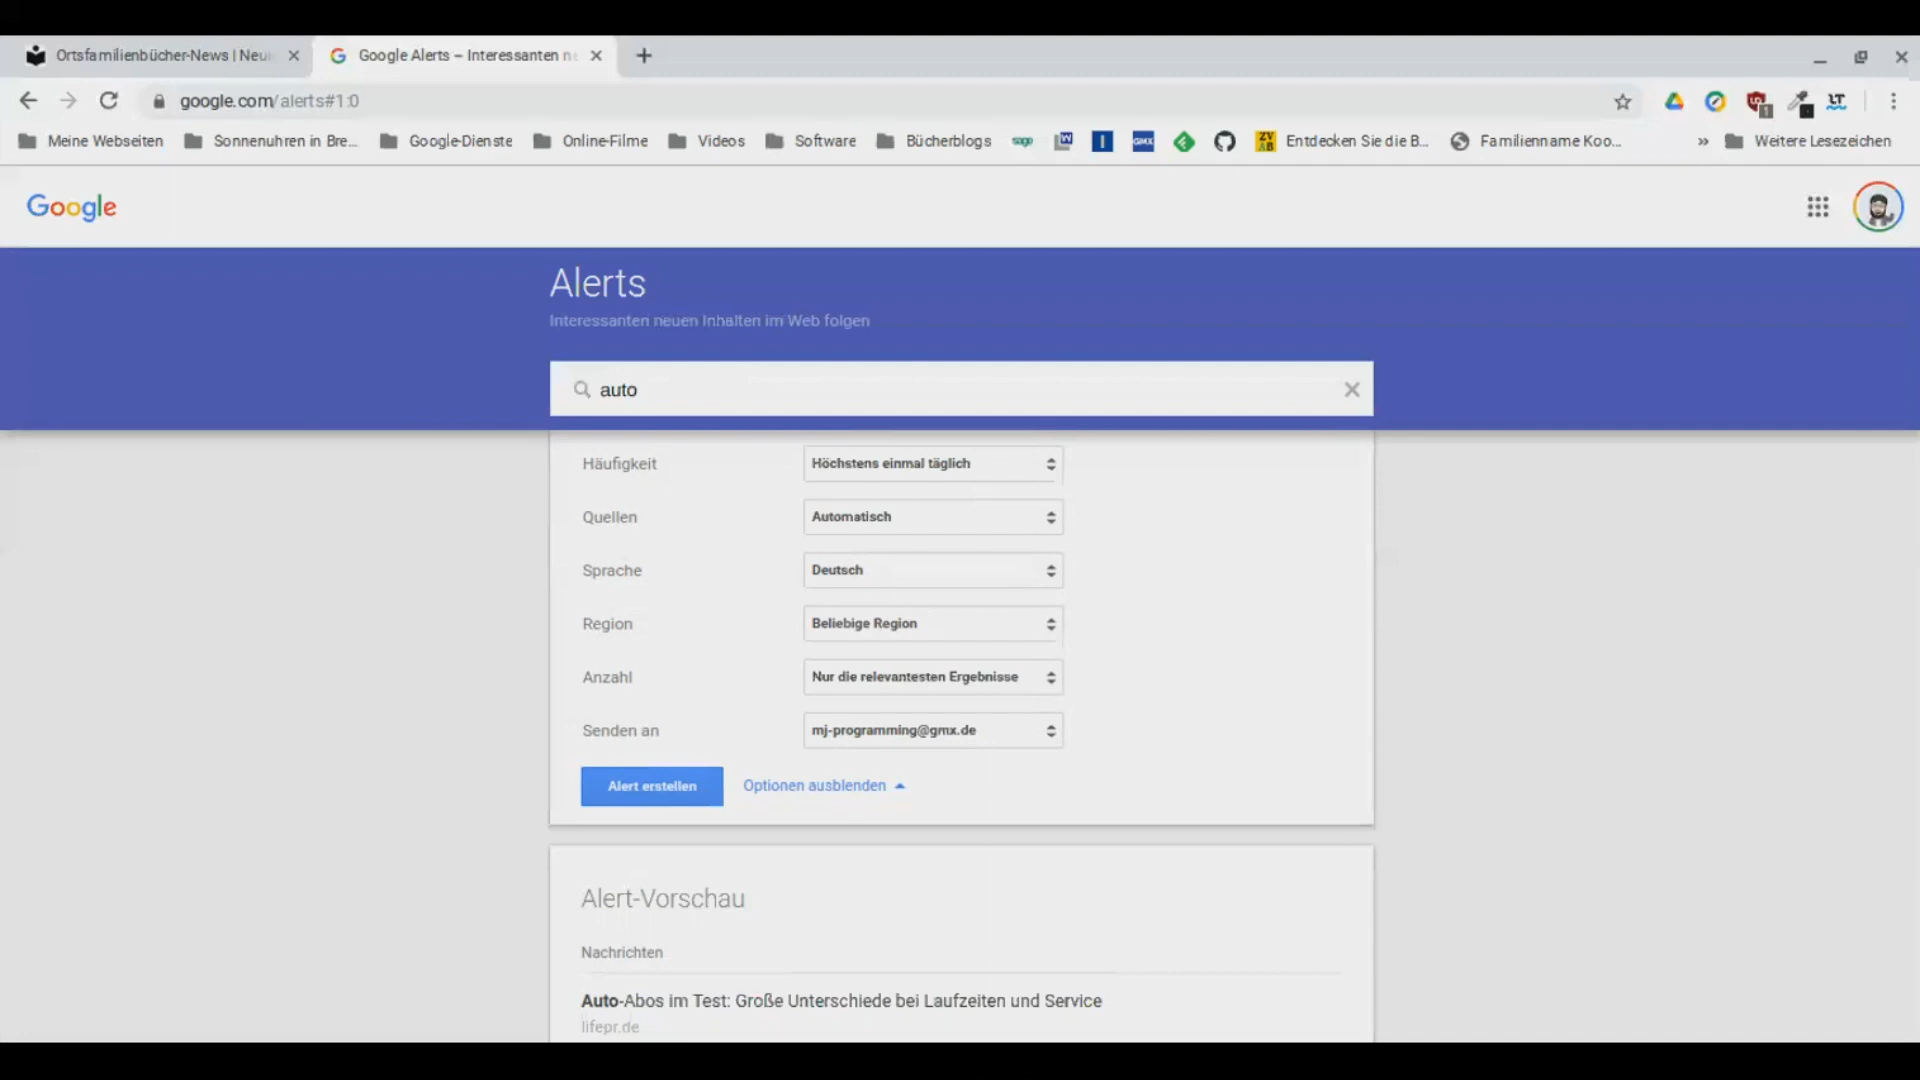 Ortsfamilienbücher-News | Neu
Google Alerts – Interessanten n
google.com/alerts#1:0
Meine Webseiten
Sonnenuhren in Bre...
Google-Dienste
Online-Filme
Videos
Software
Bücherblogs
GMX
ZV
AB
Entdecken Sie die B...
Familienname Koo...
»
Weitere Lesezeichen
Google
Alerts
Interessanten neuen Inhalten im Web folgen
auto
Häufigkeit
Höchstens einmal täglich
Quellen
Automatisch
Sprache
Deutsch
Region
Beliebige Region
Anzahl
Nur die relevantesten Ergebnisse
Senden an
mj-programming@gmx.de
Alert erstellen
Optionen ausblenden
Alert-Vorschau
Nachrichten
Auto-Abos im Test: Große Unterschiede bei Laufzeiten und Service
lifepr.de